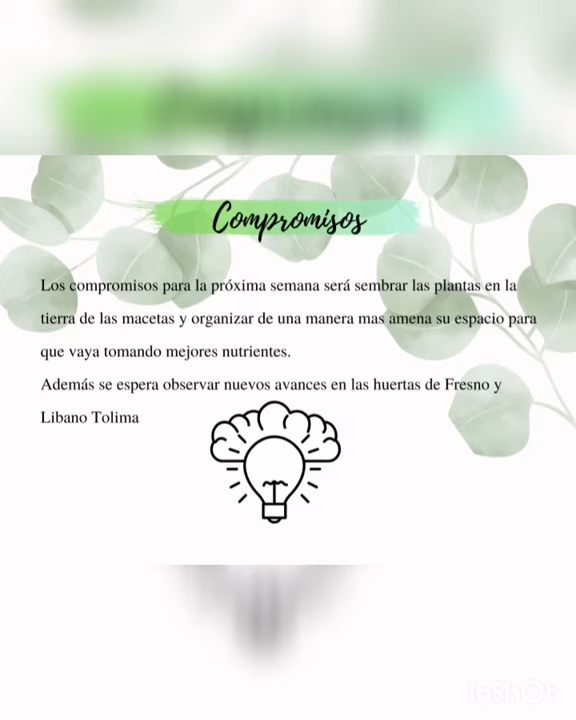 Compromisos
Los compromisos para la próxima semana será sembrar las plantas en la
tierra de las macetas y organizar de una manera mas amena su espacio para
que vaya tomando mejores nutrientes.
Además se espera observar nuevos avances en las huertas de Fresno y
Libano Tolima
InShOt